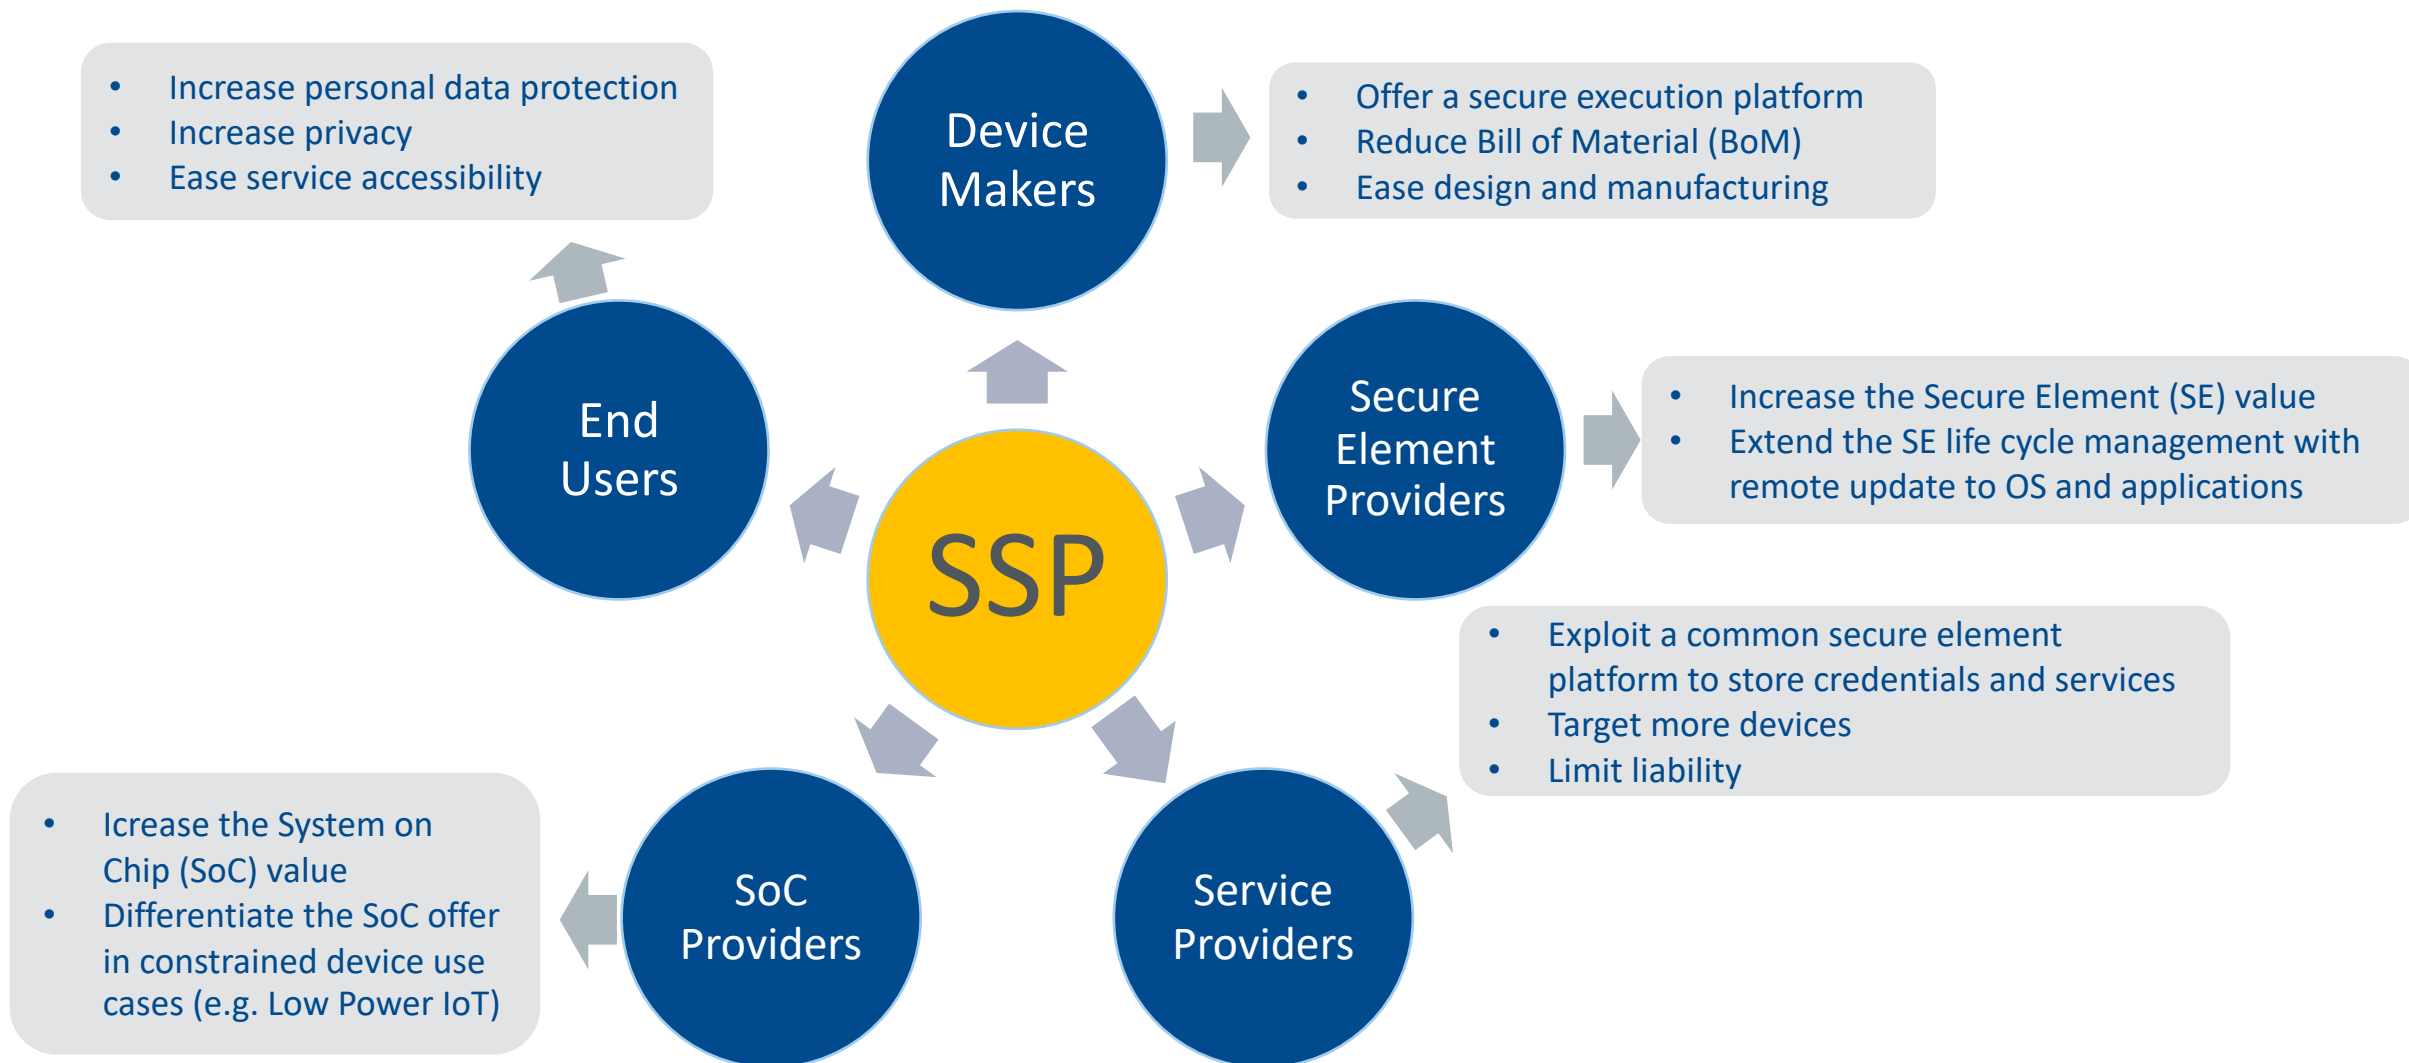 • Increase personal data protection
• Increase privacy
• Ease service accessibility
Device
Makers
• Offer a secure execution platform
• Reduce Bill of Material (BoM)
• Ease design and manufacturing
End
Users
Secure
Element
Providers
• Increase the Secure Element (SE) value
• Extend the SE life cycle management with
remote update to OS and applications
SSP
• Exploit a common secure element
platform to store credentials and services
• Target more devices
• Limit liability
• Icrease the System on
Chip (SoC) value
• Differentiate the SoC offer
in constrained device use
cases (e.g. Low Power IoT)
SoC
Providers
Service
Providers